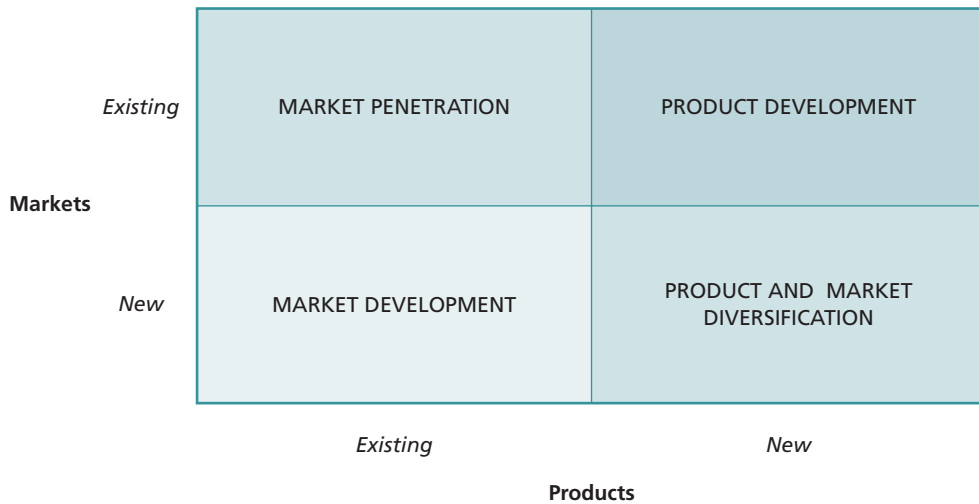 Existing
MARKET PENETRATION
PRODUCT DEVELOPMENT
Markets
New
MARKET DEVELOPMENT
PRODUCT AND MARKET
DIVERSIFICATION
Existing
New
Products